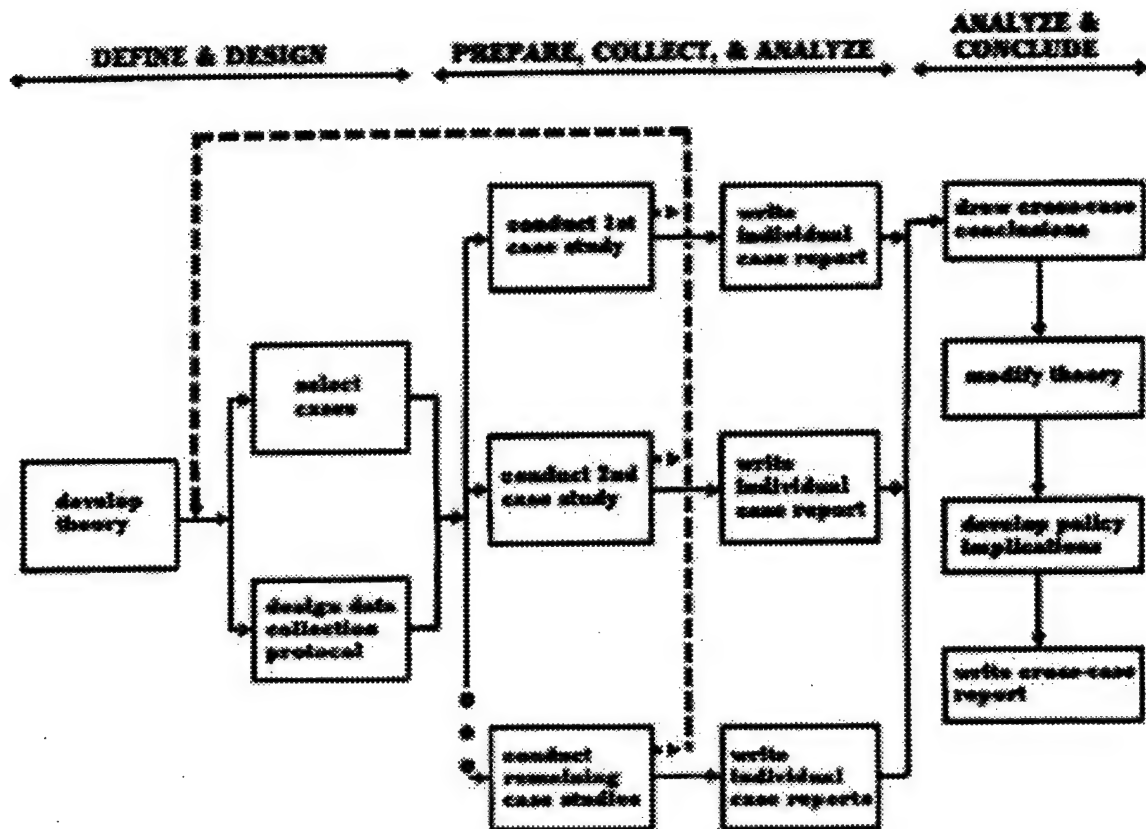 DEFINE & DESIGN
PREPARE, COLLECT, & ANALYZE
ANALYZE &
CONCLUDE
develop
theory
select
cases
design data
collection
protocol
conduct 1st
case study
conduct 2nd
case study
conduct
remaining
case studies
write
individual
case report
write
individual
case report
write
individual
case reports
draw cross-case
conclusions
modify theory
develop policy
implications
write cross-case
report